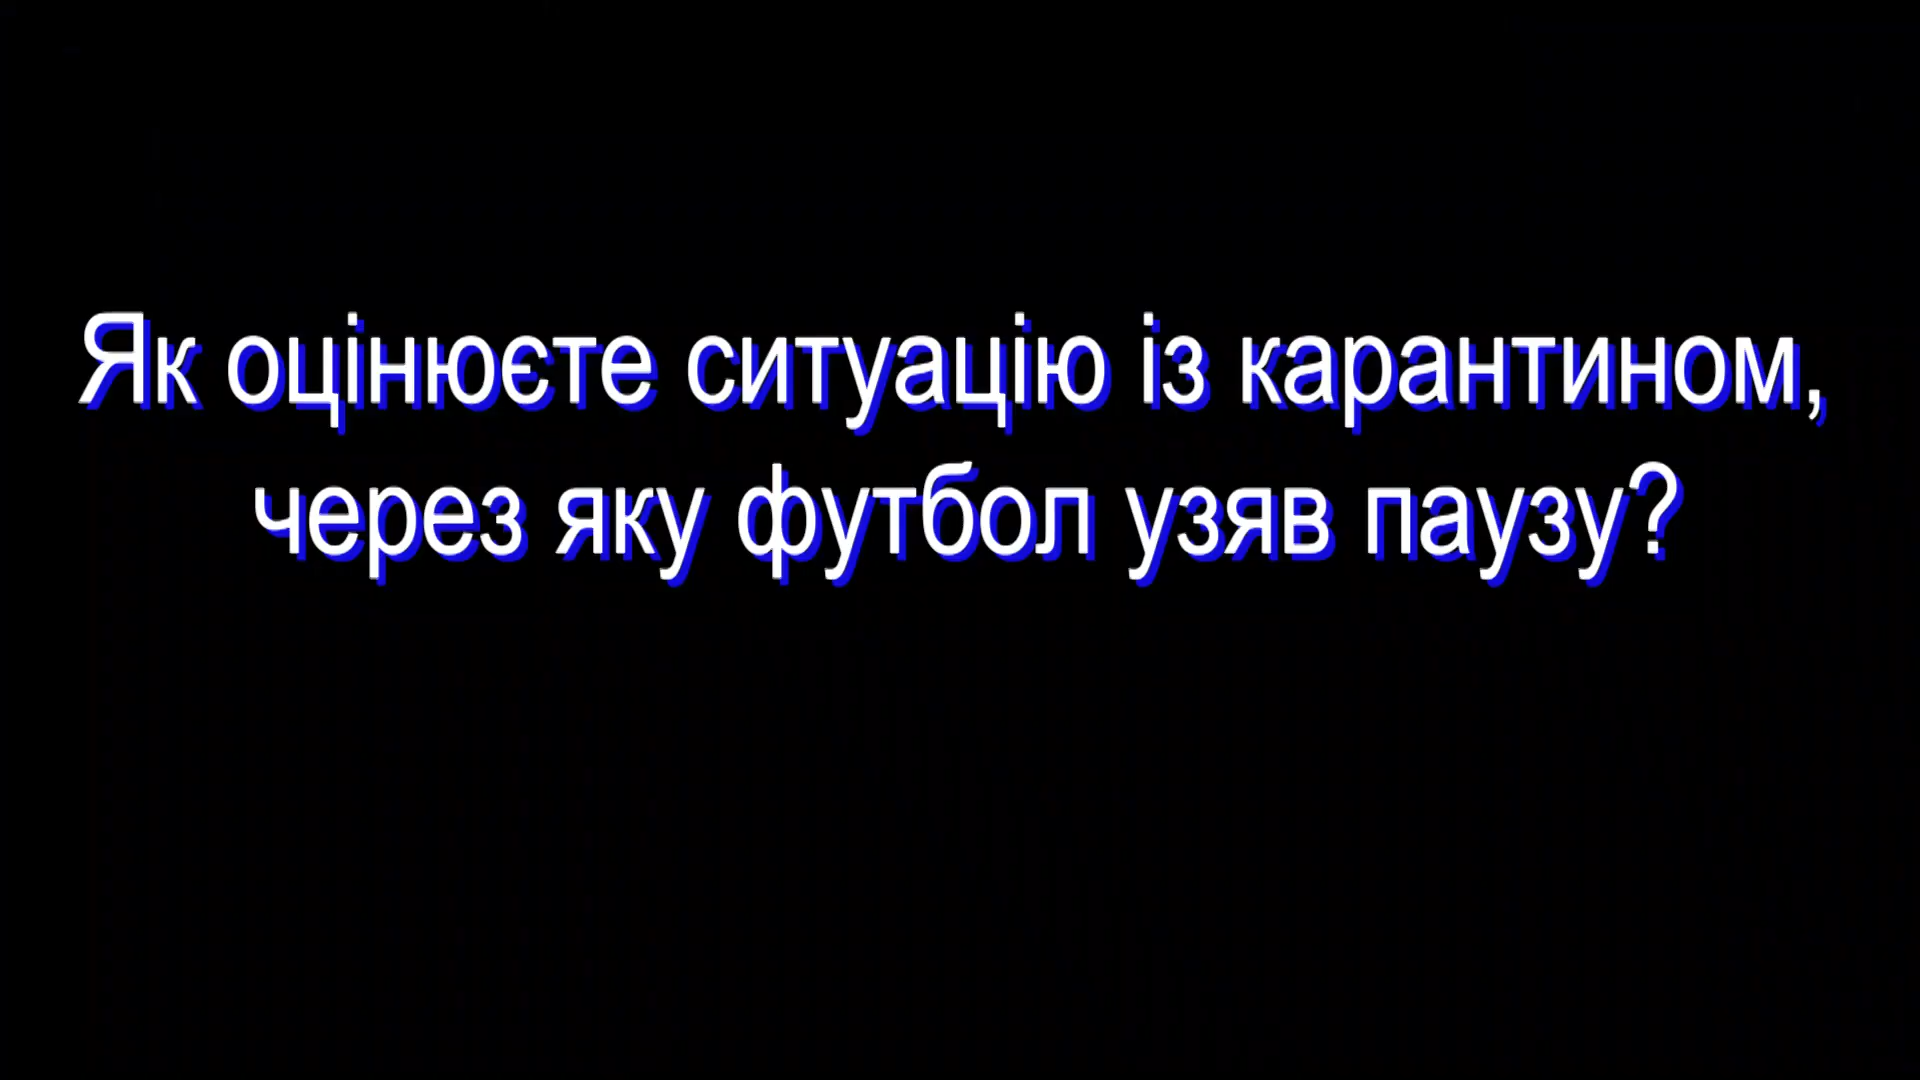 Як оцінюєте ситуацію із карантином,
через яку футбол узяв паузу?